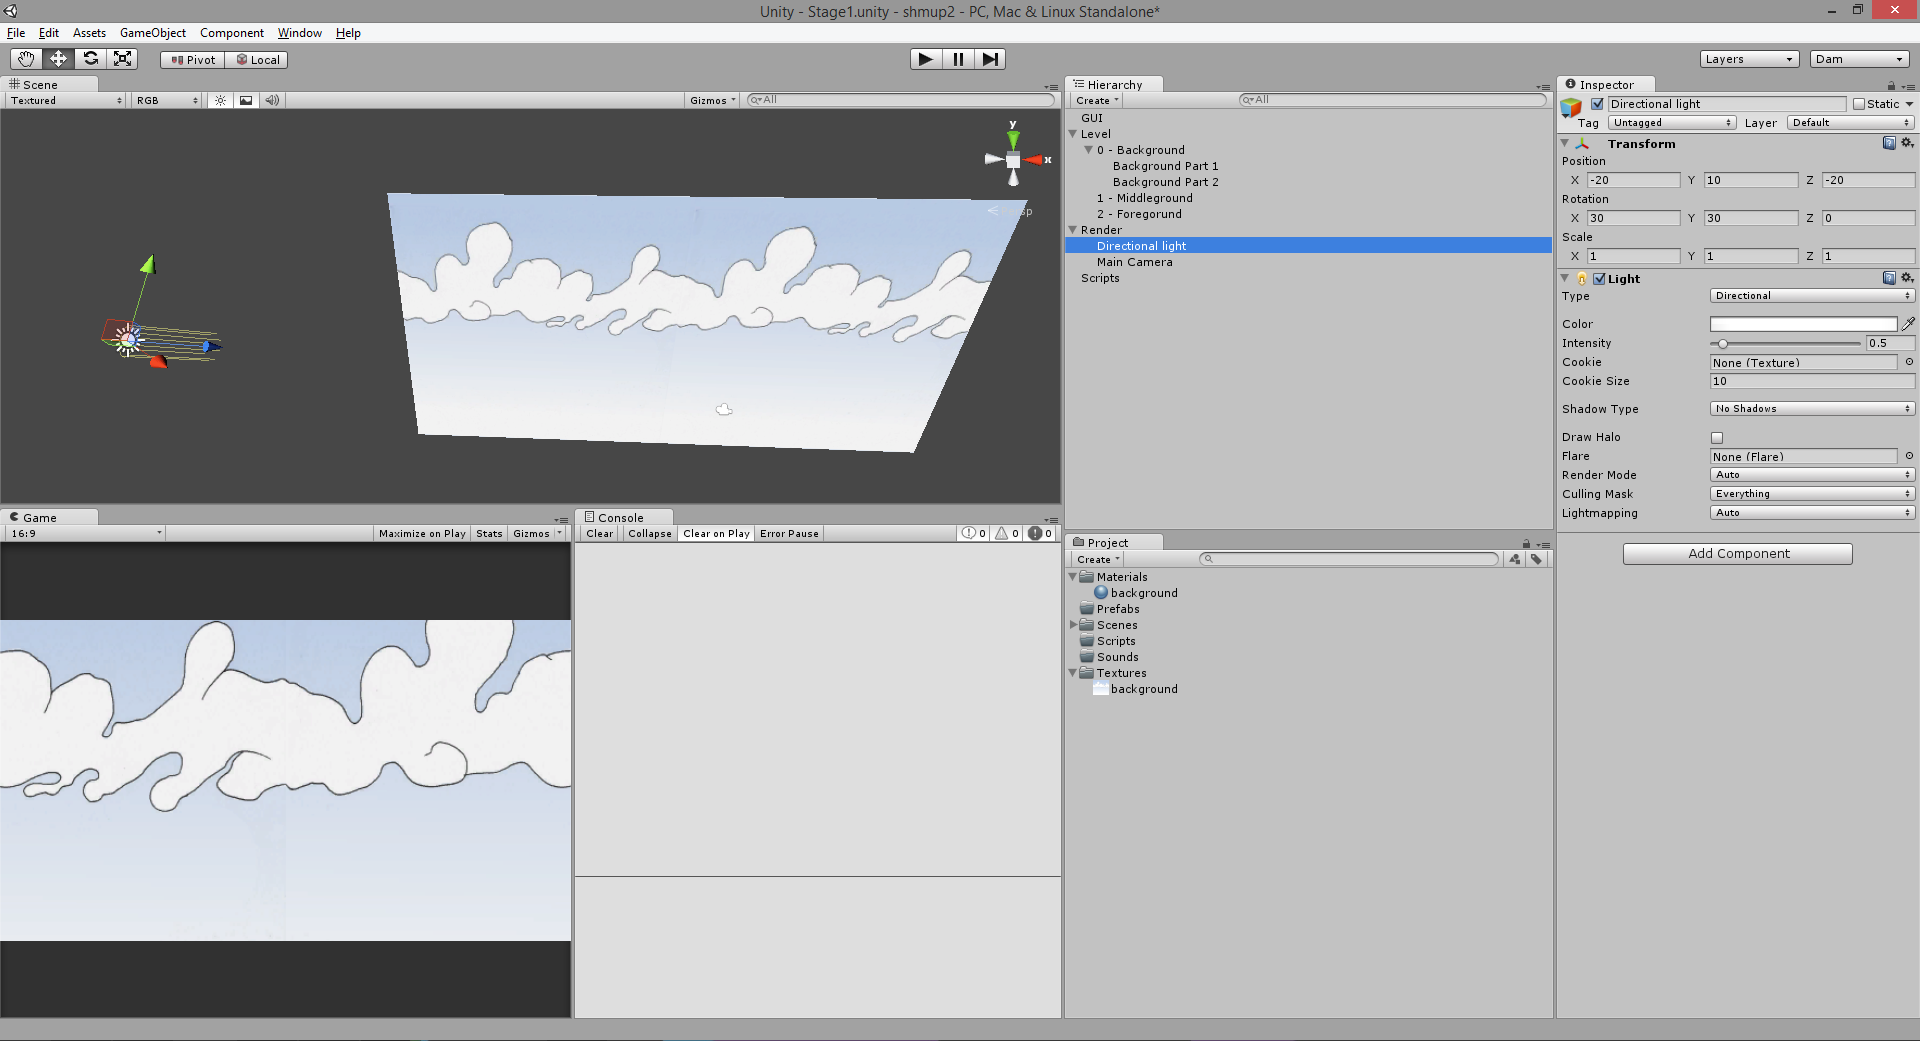 Unity - Stage1.unity - shmup2 - PC, Mac & Linux Standalone*
File Edit Assets GameObject Component Window Help
Pivot Local Layers Dam
Scene
Textured RGB Gizmos All
y
x
Persp
Game
16:9 Maximize on Play Stats Gizmos
Console
Clear Collapse Clear on Play Error Pause 0 0 0
Hierarchy
Create All
GUI
Level
0 - Background
Background Part 1
Background Part 2
1 - Middleground
2 - Foregorund
Render
Directional light
Main Camera
Scripts
Project
Create
Materials
background
Prefabs
Scenes
Scripts
Sounds
Textures
background
Inspector
Directional light Static
Tag Untagged Layer Default
Transform
Position
X -20 Y 10 Z -20
Rotation
X 30 Y 30 Z 0
Scale
X 1 Y 1 Z 1
Light
Type Directional
Color
Intensity 0.5
Cookie None (Texture)
Cookie Size 10
Shadow Type No Shadows
Draw Halo
Flare None (Flare)
Render Mode Auto
Culling Mask Everything
Lightmapping Auto
Add Component